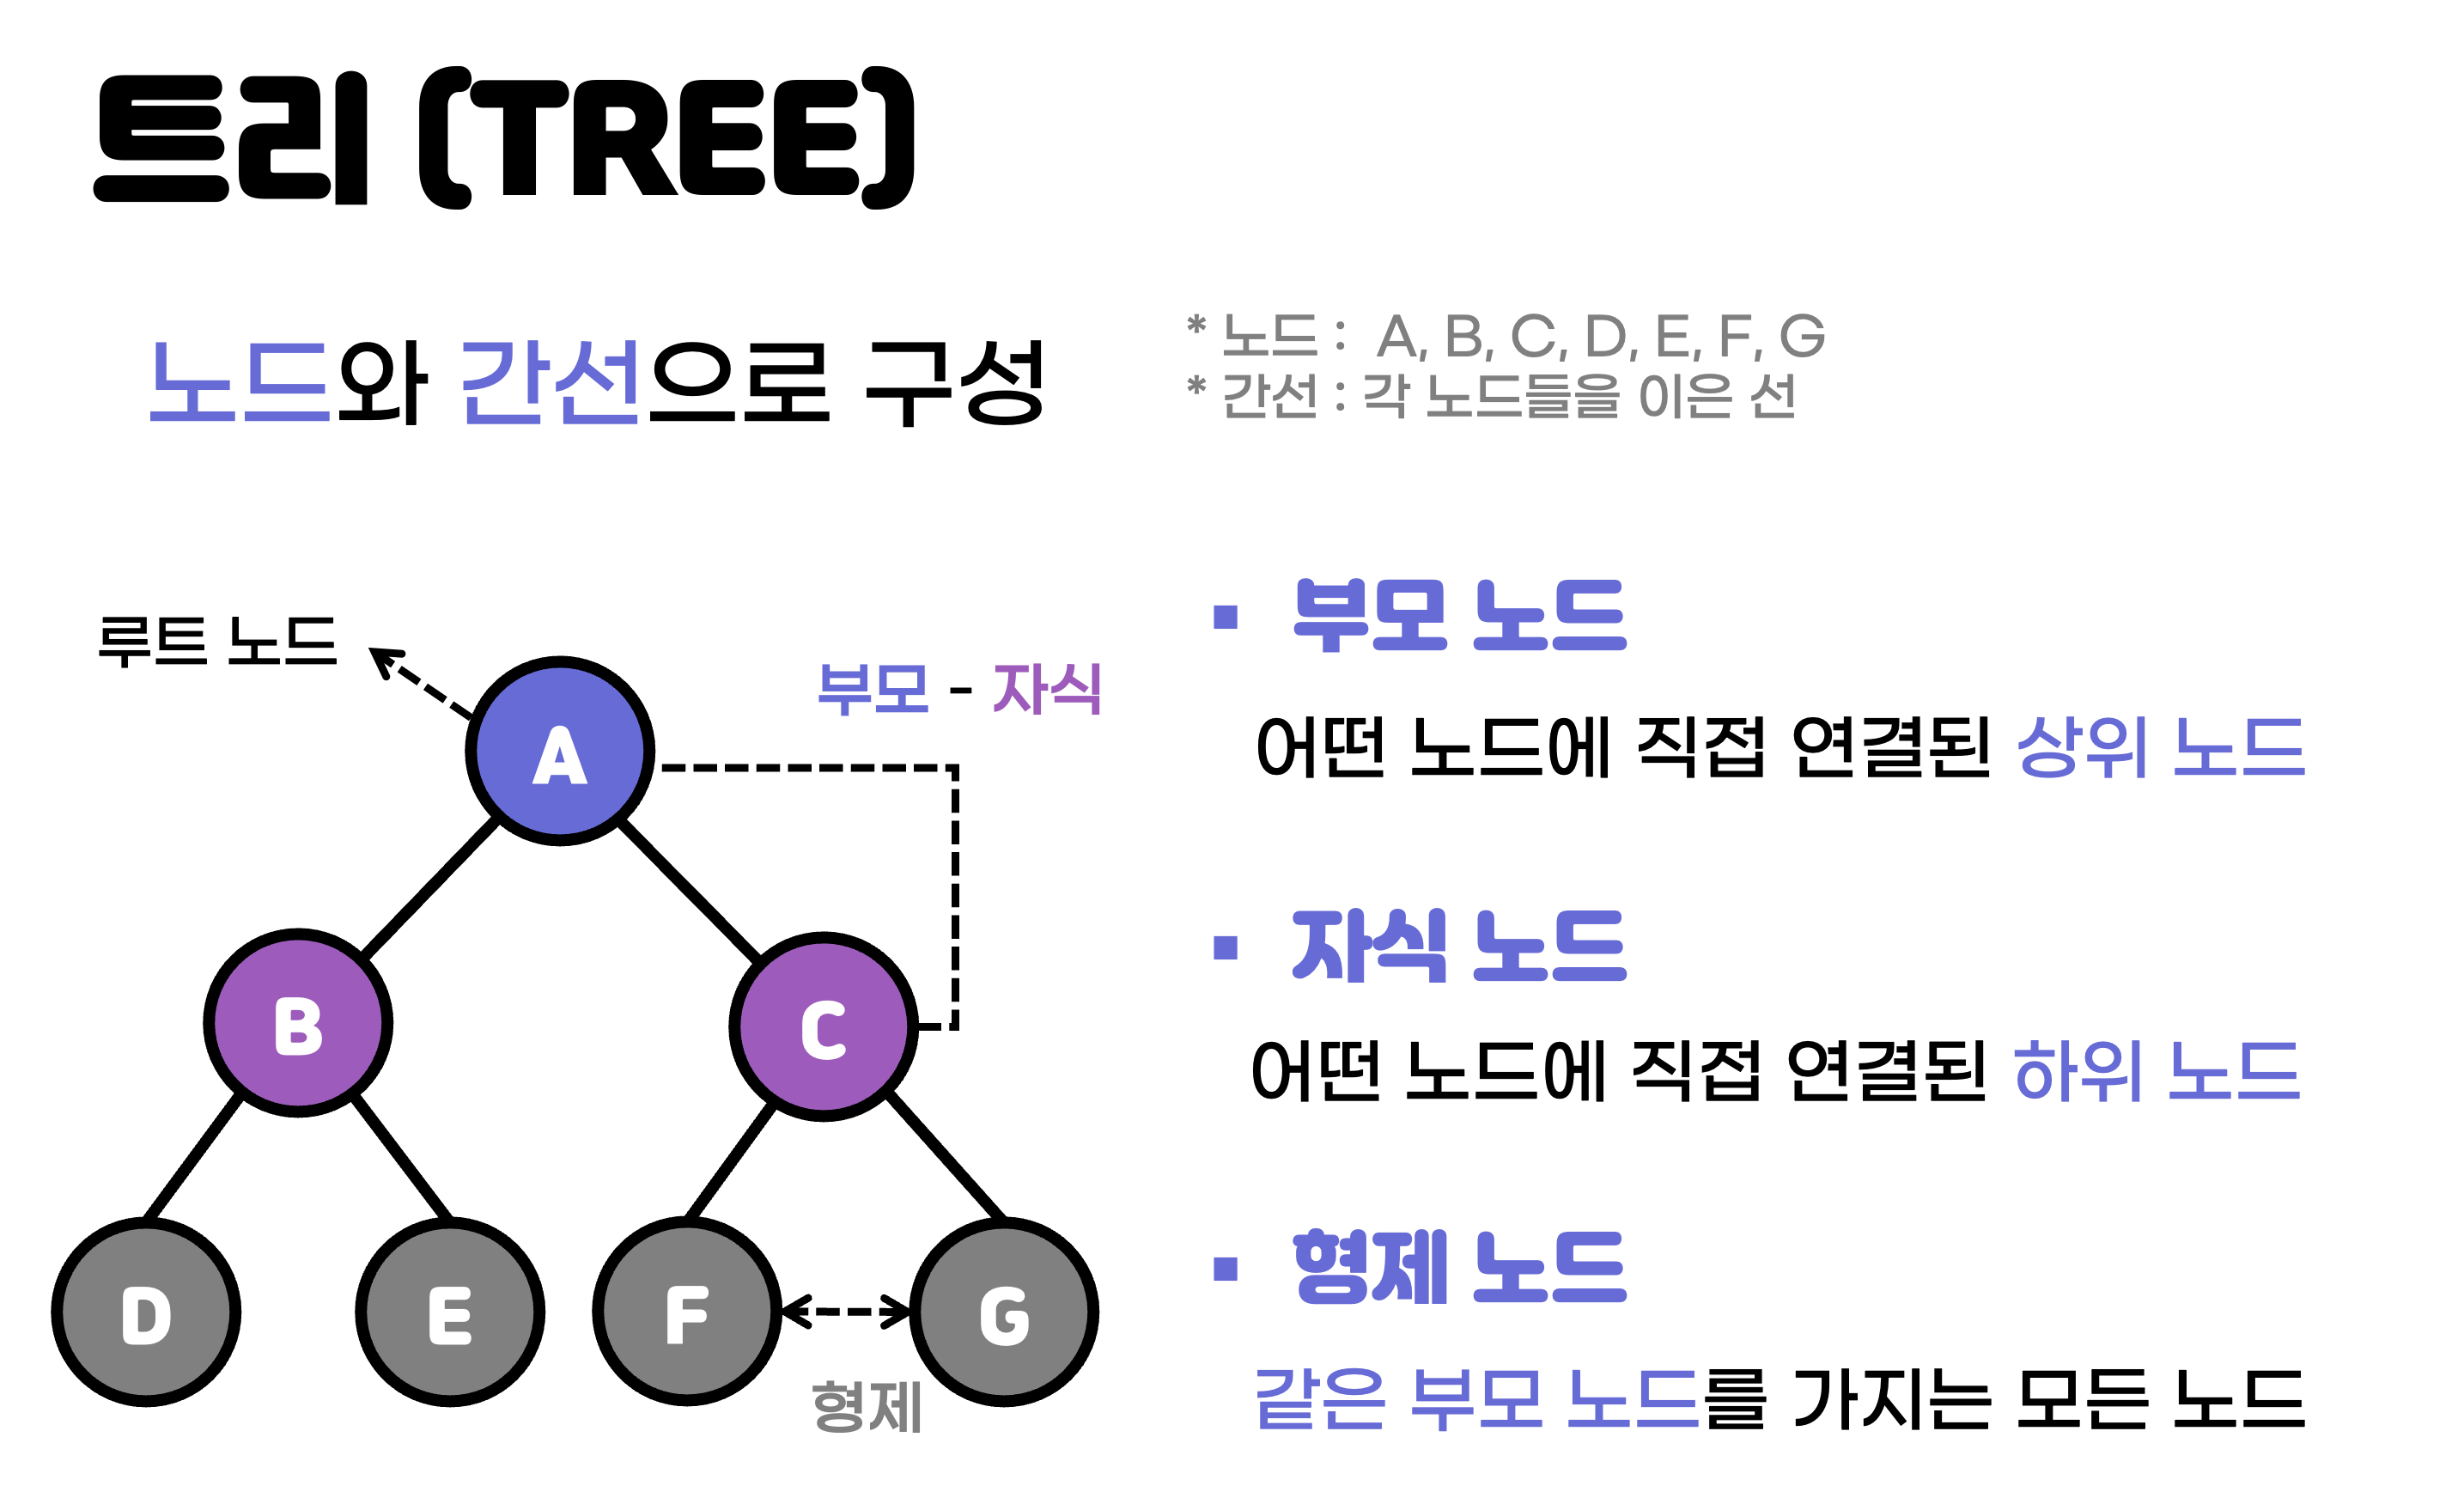 트리 (TREE)
노드와 간선으로 구성
* 노드 : A, B, C, D, E, F, G
* 간선 : 각 노드들을 이은 선
루트 노드
부모 - 자식
A
B
C
D
E
F
G
형제
▪ 부모 노드
어떤 노드에 직접 연결된 상위 노드
▪ 자식 노드
어떤 노드에 직접 연결된 하위 노드
▪ 형제 노드
같은 부모 노드를 가지는 모든 노드